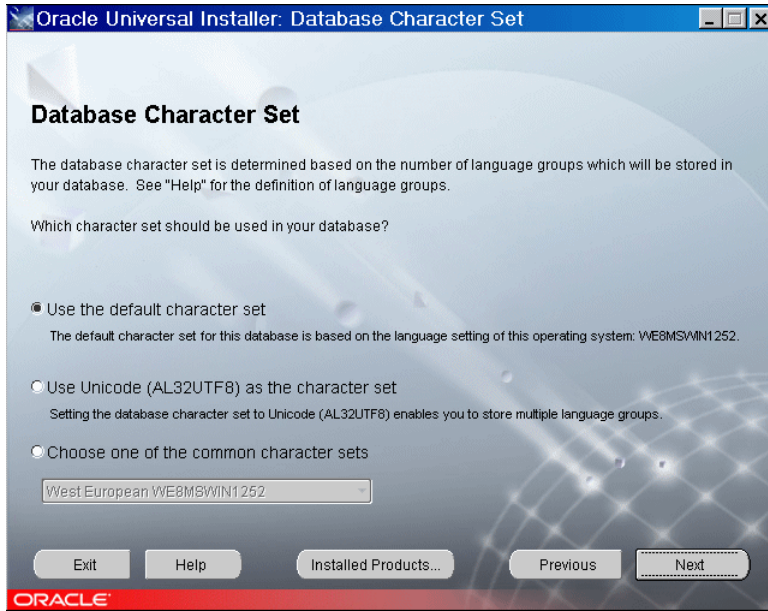 Oracle Universal Installer: Database Character Set
Database Character Set
The database character set is determined based on the number of language groups which will be stored in
your database. See "Help" for the definition of language groups.
Which character set should be used in your database?
Use the default character set
The default character set for this database is based on the language setting of this operating system: WE8MSWIN1252.
Use Unicode (AL32UTF8) as the character set
Setting the database character set to Unicode (AL32UTF8) enables you to store multiple language groups.
Choose one of the common character sets
West European WE8MSWIN1252
Exit Help Installed Products... Previous Next
ORACLE